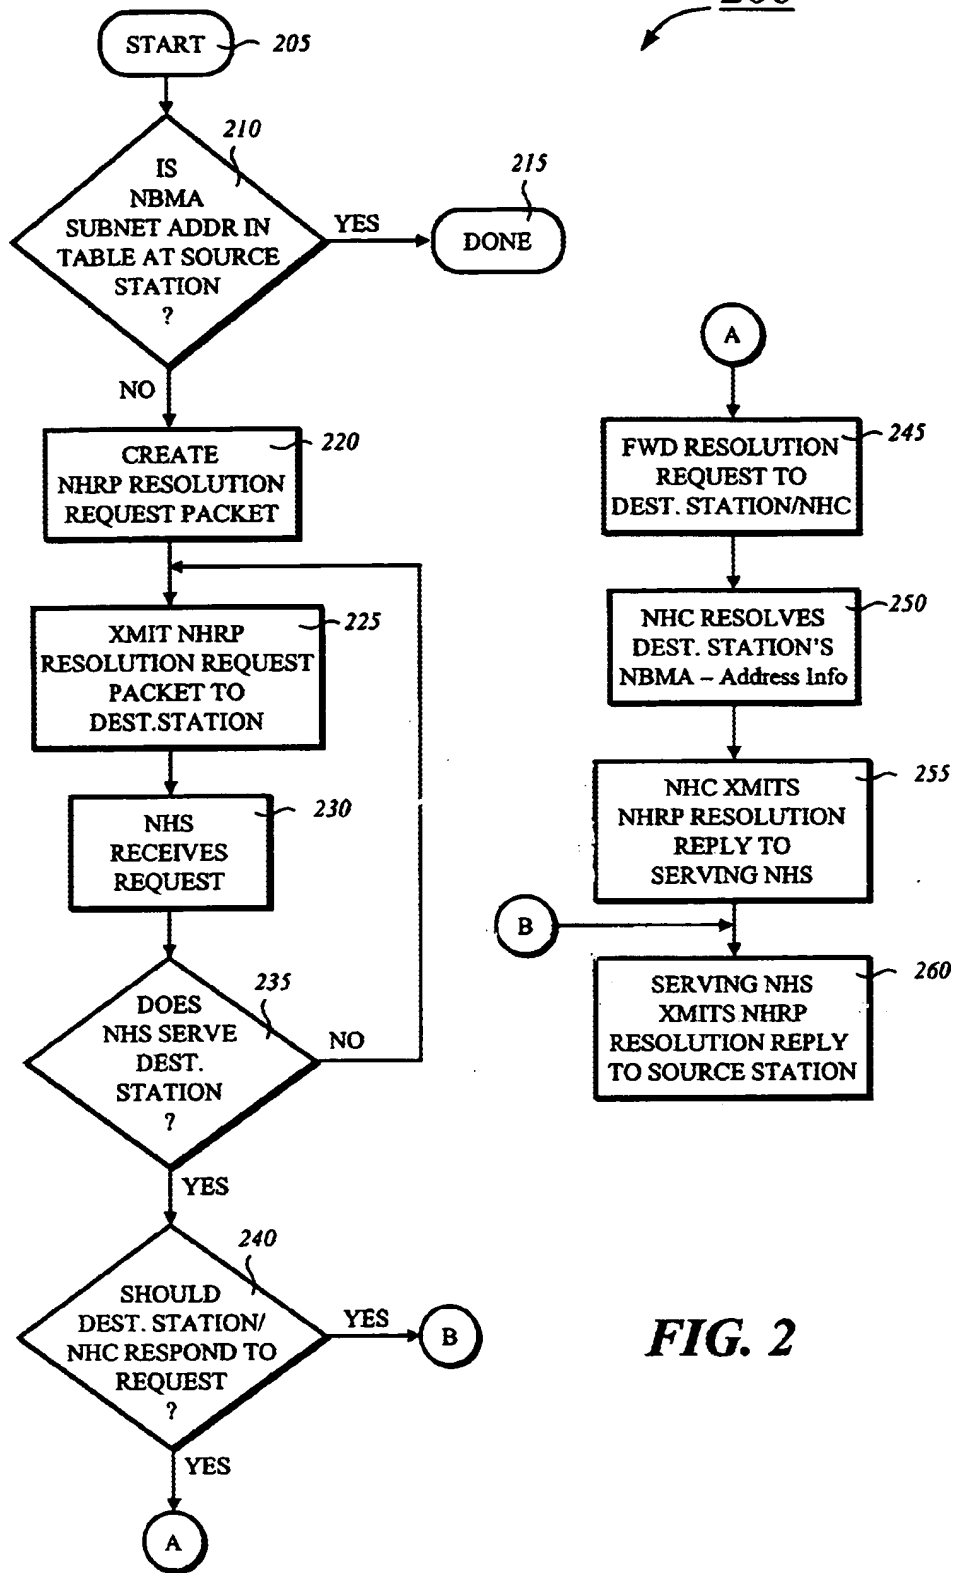 START
205
210
IS
NBMA
SUBNET ADDR IN
TABLE AT SOURCE
STATION
?
YES
215
DONE
NO
220
CREATE
NHRP RESOLUTION
REQUEST PACKET
225
XMIT NHRP
RESOLUTION REQUEST
PACKET TO
DEST.STATION
230
NHS
RECEIVES
REQUEST
235
DOES
NHS SERVE
DEST.
STATION
?
NO
YES
240
SHOULD
DEST. STATION/
NHC RESPOND TO
REQUEST
?
YES
B
YES
A
A
245
FWD RESOLUTION
REQUEST TO
DEST. STATION/NHC
250
NHC RESOLVES
DEST. STATION'S
NBMA – Address Info
255
NHC XMITS
NHRP RESOLUTION
REPLY TO
SERVING NHS
B
260
SERVING NHS
XMITS NHRP
RESOLUTION REPLY
TO SOURCE STATION
FIG. 2